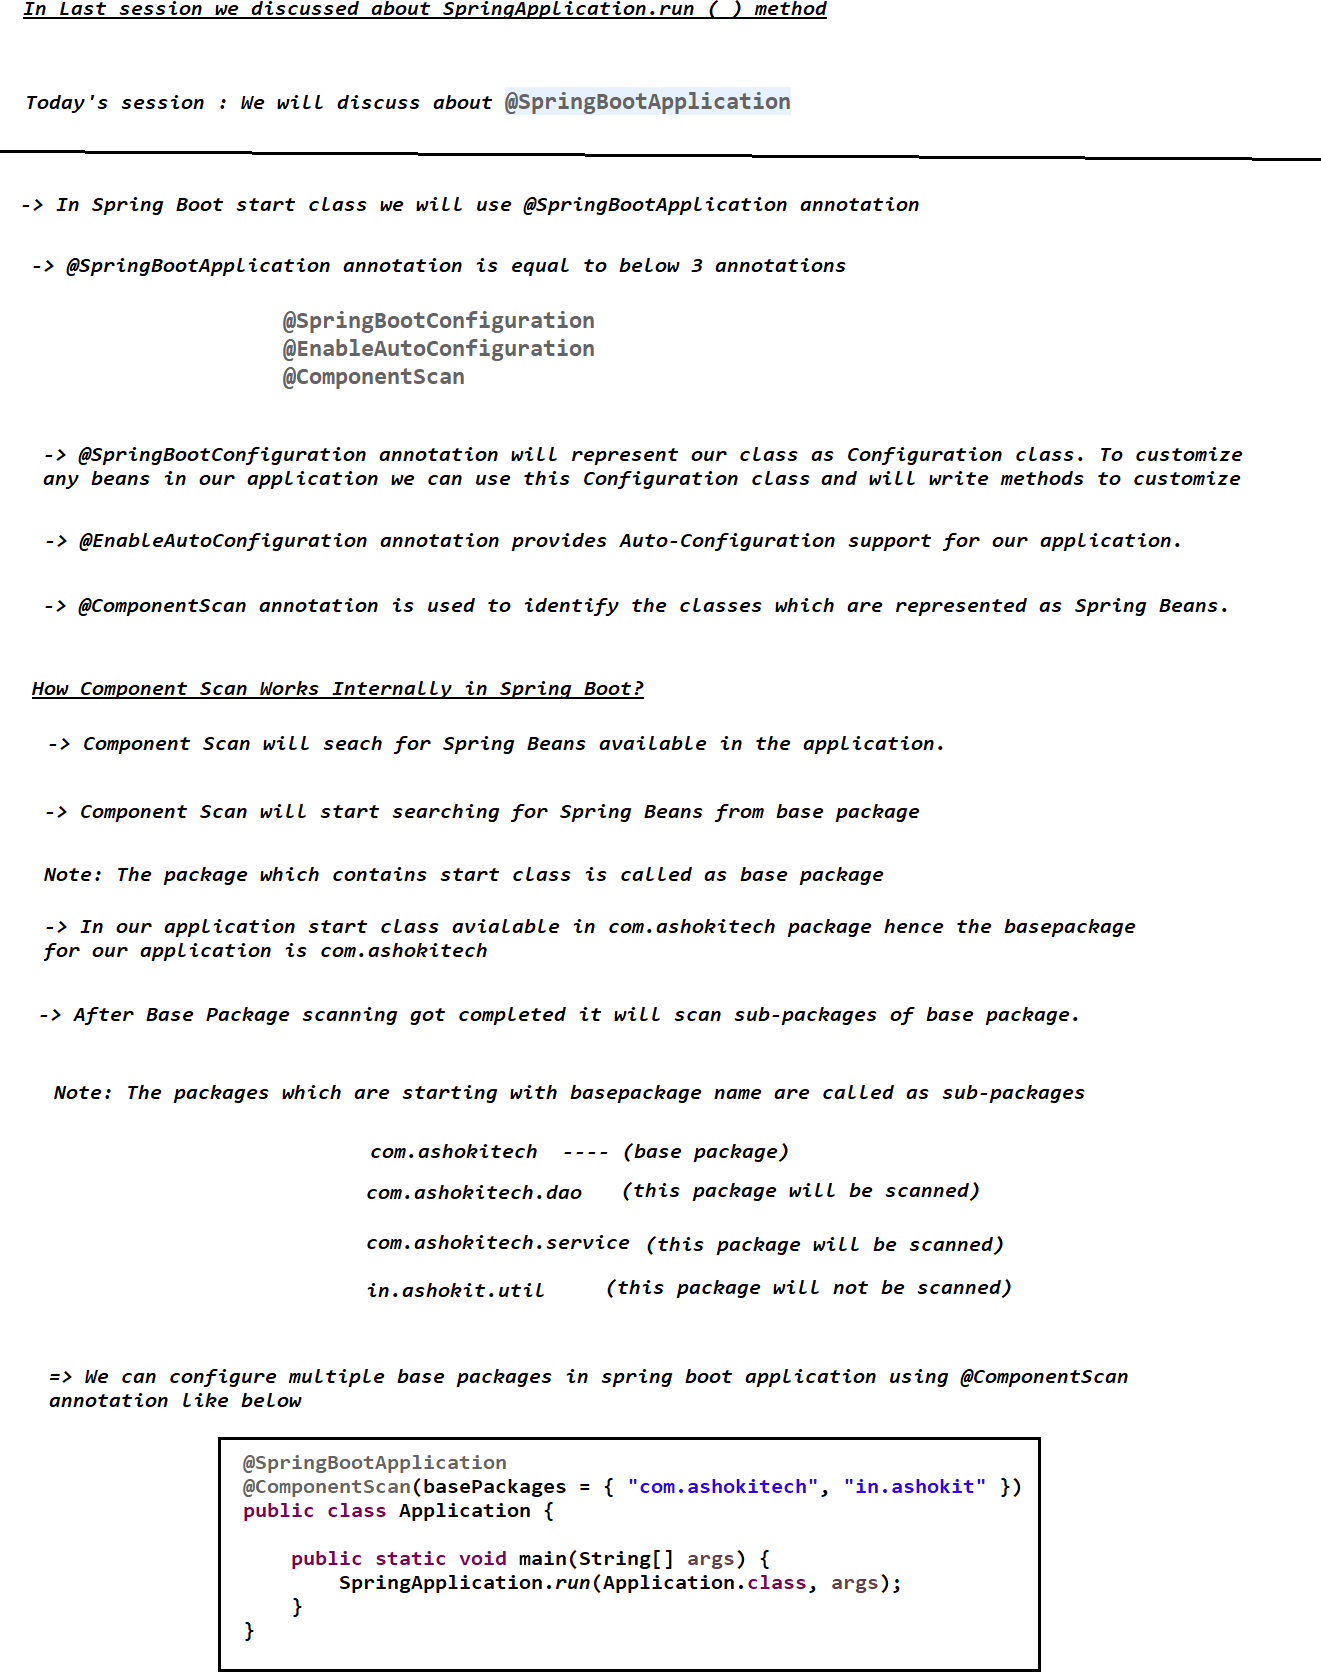 In Last session we discussed about SpringApplication.run ( ) method
Today's session : We will discuss about @SpringBootApplication
-> In Spring Boot start class we will use @SpringBootApplication annotation
-> @SpringBootApplication annotation is equal to below 3 annotations
@SpringBootConfiguration
@EnableAutoConfiguration
@ComponentScan
-> @SpringBootConfiguration annotation will represent our class as Configuration class. To customize
any beans in our application we can use this Configuration class and will write methods to customize
-> @EnableAutoConfiguration annotation provides Auto-Configuration support for our application.
-> @ComponentScan annotation is used to identify the classes which are represented as Spring Beans.
How Component Scan Works Internally in Spring Boot?
-> Component Scan will seach for Spring Beans available in the application.
-> Component Scan will start searching for Spring Beans from base package
Note: The package which contains start class is called as base package
-> In our application start class avialable in com.ashokitech package hence the basepackage
for our application is com.ashokitech
-> After Base Package scanning got completed it will scan sub-packages of base package.
Note: The packages which are starting with basepackage name are called as sub-packages
com.ashokitech ---- (base package)
com.ashokitech.dao (this package will be scanned)
com.ashokitech.service (this package will be scanned)
in.ashokit.util (this package will not be scanned)
=> We can configure multiple base packages in spring boot application using @ComponentScan
annotation like below
@SpringBootApplication
@ComponentScan(basePackages = { "com.ashokitech", "in.ashokit" })
public class Application {
public static void main(String[] args) {
SpringApplication.run(Application.class, args);
}
}